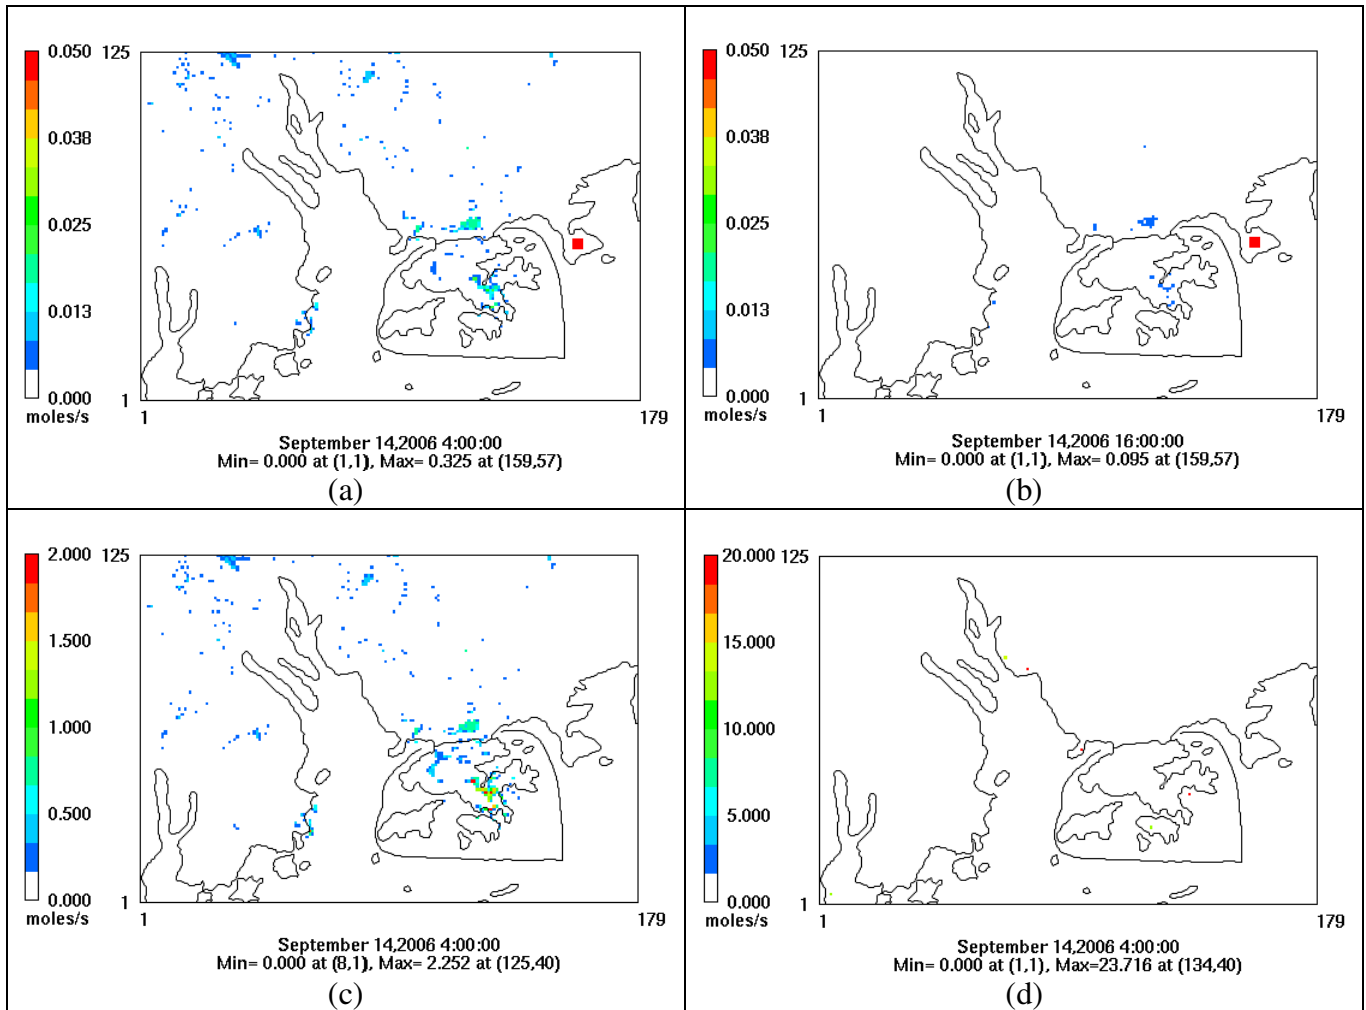 0.050
0.038
0.025
0.013
0.000
moles/s
125
1
1
179
September 14,2006 4:00:00
Min= 0.000 at (1,1), Max= 0.325 at (159,57)
(a)
0.050
0.038
0.025
0.013
0.000
moles/s
125
1
1
179
September 14,2006 16:00:00
Min= 0.000 at (1,1), Max= 0.095 at (159,57)
(b)
2.000
1.500
1.000
0.500
0.000
moles/s
125
1
1
179
September 14,2006 4:00:00
Min= 0.000 at (8,1), Max= 2.252 at (125,40)
(c)
20.000
15.000
10.000
5.000
0.000
moles/s
125
1
1
179
September 14,2006 4:00:00
Min= 0.000 at (1,1), Max=23.716 at (134,40)
(d)